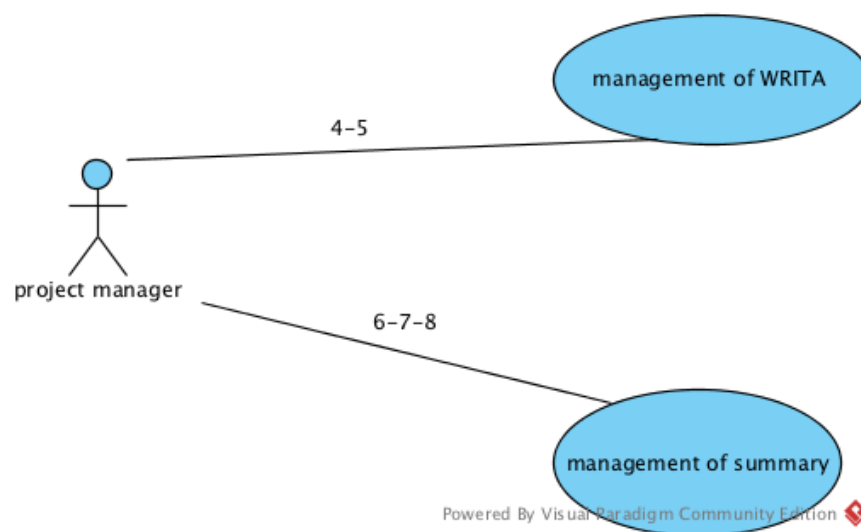 management of WRITA
4-5
project manager
6-7-8
management of summary
Powered By Visual Paradigm Community Edition